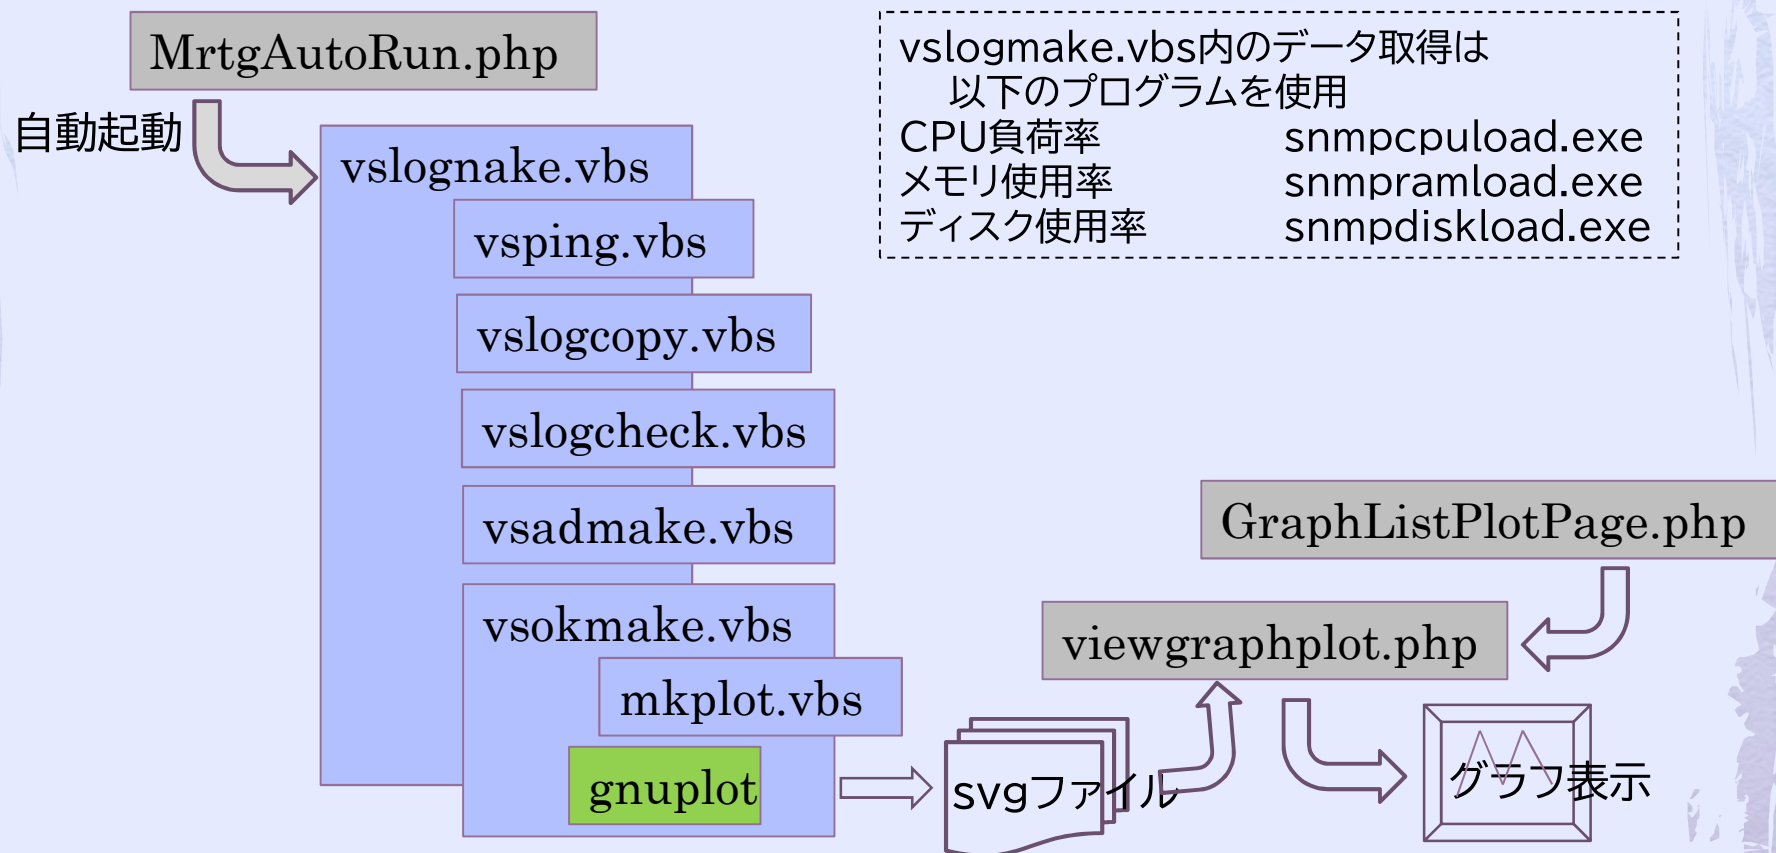 MrtgAutoRun.php
自動起動
vslognake.vbs
vsping.vbs
vslogcopy.vbs
vslogcheck.vbs
vsadmake.vbs
vsokmake.vbs
mkplot.vbs
gnuplot
svgファイル
vslogmake.vbs内のデータ取得は
以下のプログラムを使用
CPU負荷率 snmpcpuload.exe
メモリ使用率 snmpramload.exe
ディスク使用率 snmpdiskload.exe
GraphListPlotPage.php
viewgraphplot.php
グラフ表示